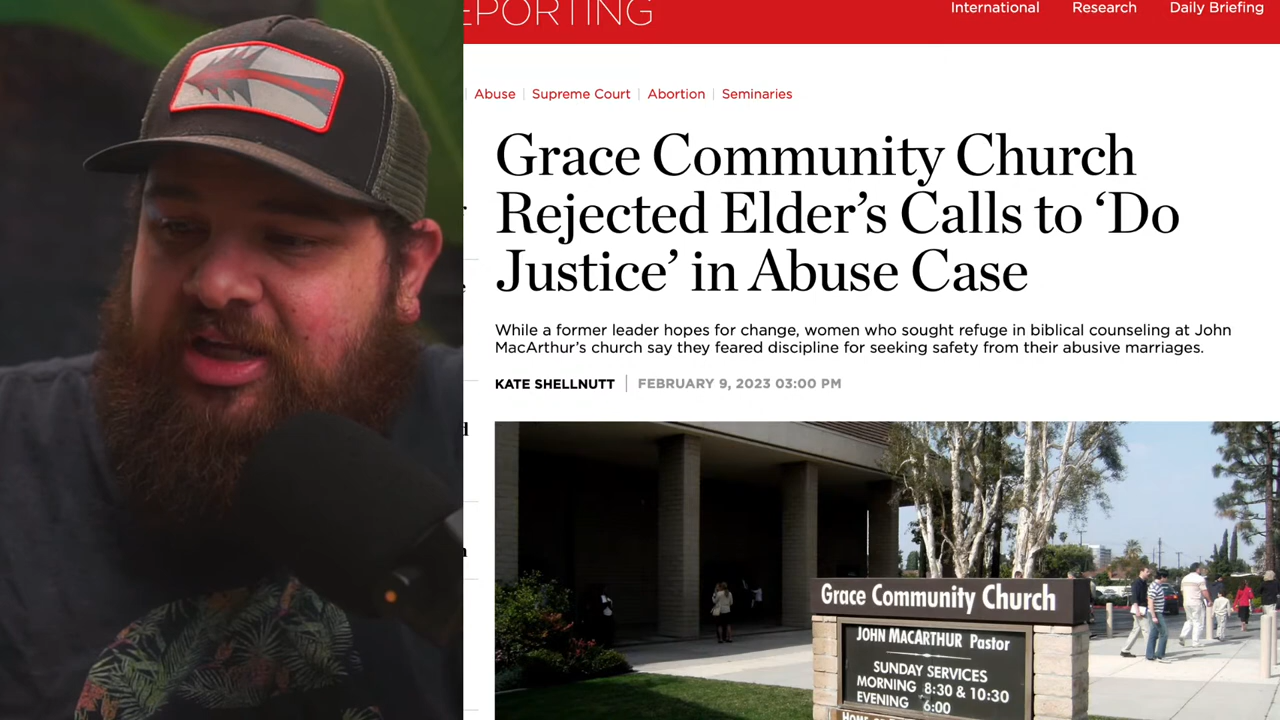 EPORTING
International Research Daily Briefing
Abuse | Supreme Court | Abortion | Seminaries
Grace Community Church
Rejected Elder’s Calls to ‘Do
Justice’ in Abuse Case
While a former leader hopes for change, women who sought refuge in biblical counseling at John
MacArthur’s church say they feared discipline for seeking safety from their abusive marriages.
KATE SHELLNUTT | FEBRUARY 9, 2023 03:00 PM
Grace Community Church
JOHN MACARTHUR Pastor
SUNDAY SERVICES
MORNING 8:30 & 10:30
EVENING 6:00